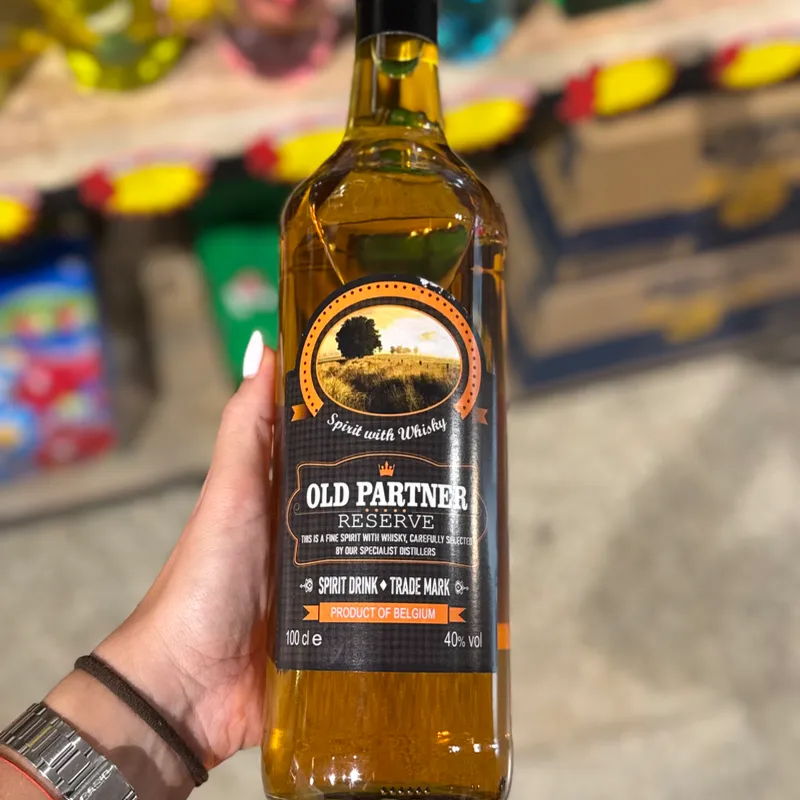 Spirit with Whisky
OLD PARTNER
RESERVE
THIS IS A FINE SPIRIT WITH WHISKY, CAREFULLY SELECTED
BY OUR SPECIALIST DISTILLERS
SPIRIT DRINK ♦ TRADE MARK
PRODUCT OF BELGIUM
100 cl e 40% vol